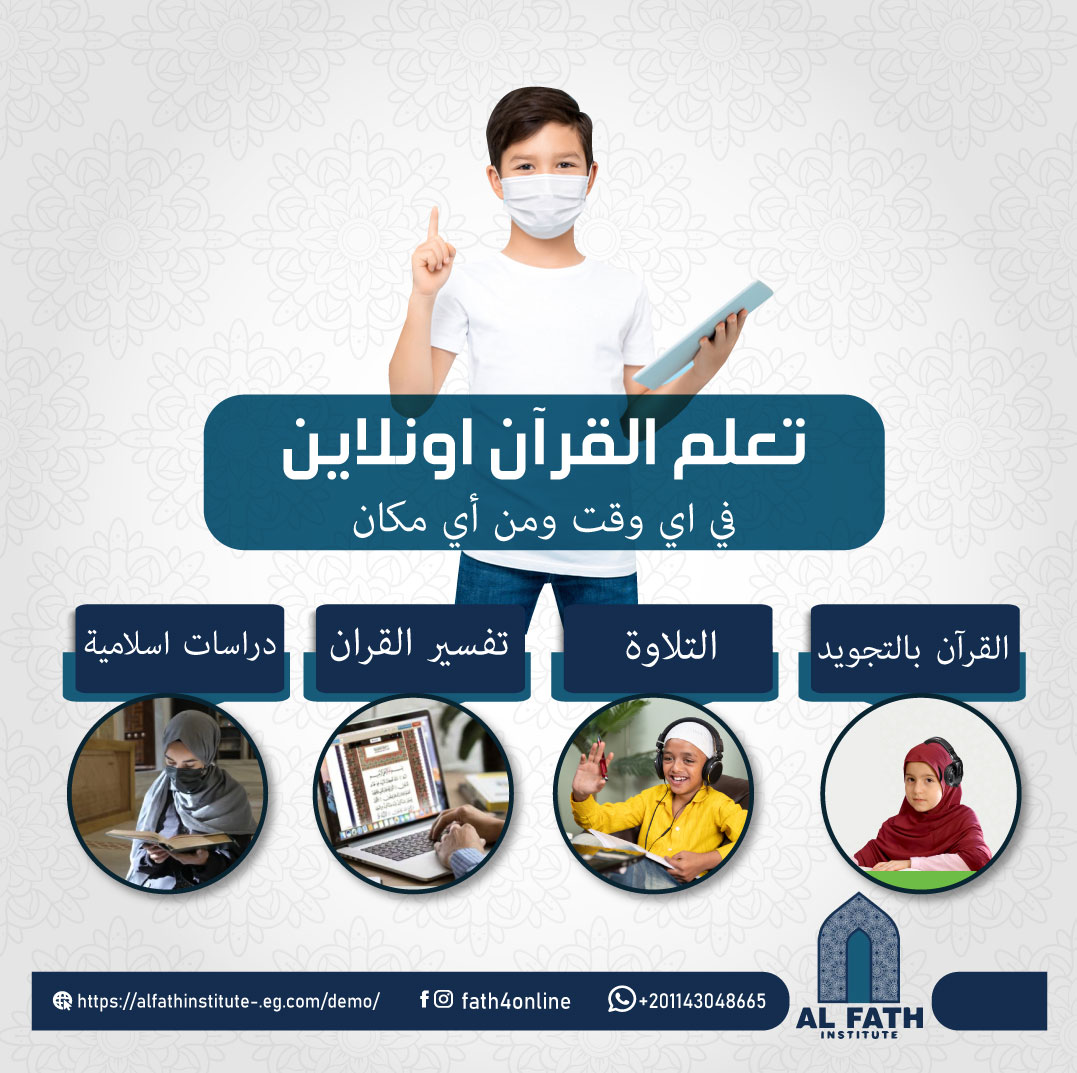 تعلم القرآن اونلاين
في اي وقت ومن أي مكان
القرآن بالتجويد
التلاوة
تفسير القران
دراسات اسلامية
https://alfathinstitute-.eg.com/demo/
fath4online
+201143048665
AL FATH
INSTITUTE